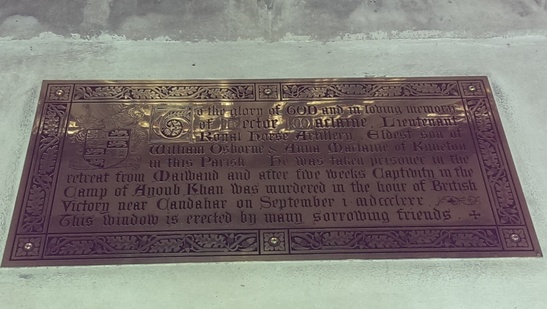 To the glory of GOD and in loving memory
of Hector Maclaine Lieutenant
Royal Horse Artillery. Eldest son of
William Osborne & Anna Maclaine of Kington
in this Parish. He was taken prisoner in the
retreat from Maiwand and after five weeks Captivity in the
Camp of Ayoub Khan was murdered in the hour of British
Victory near Candahar on September 1 mdccclxxx
This window is erected by many sorrowing friends